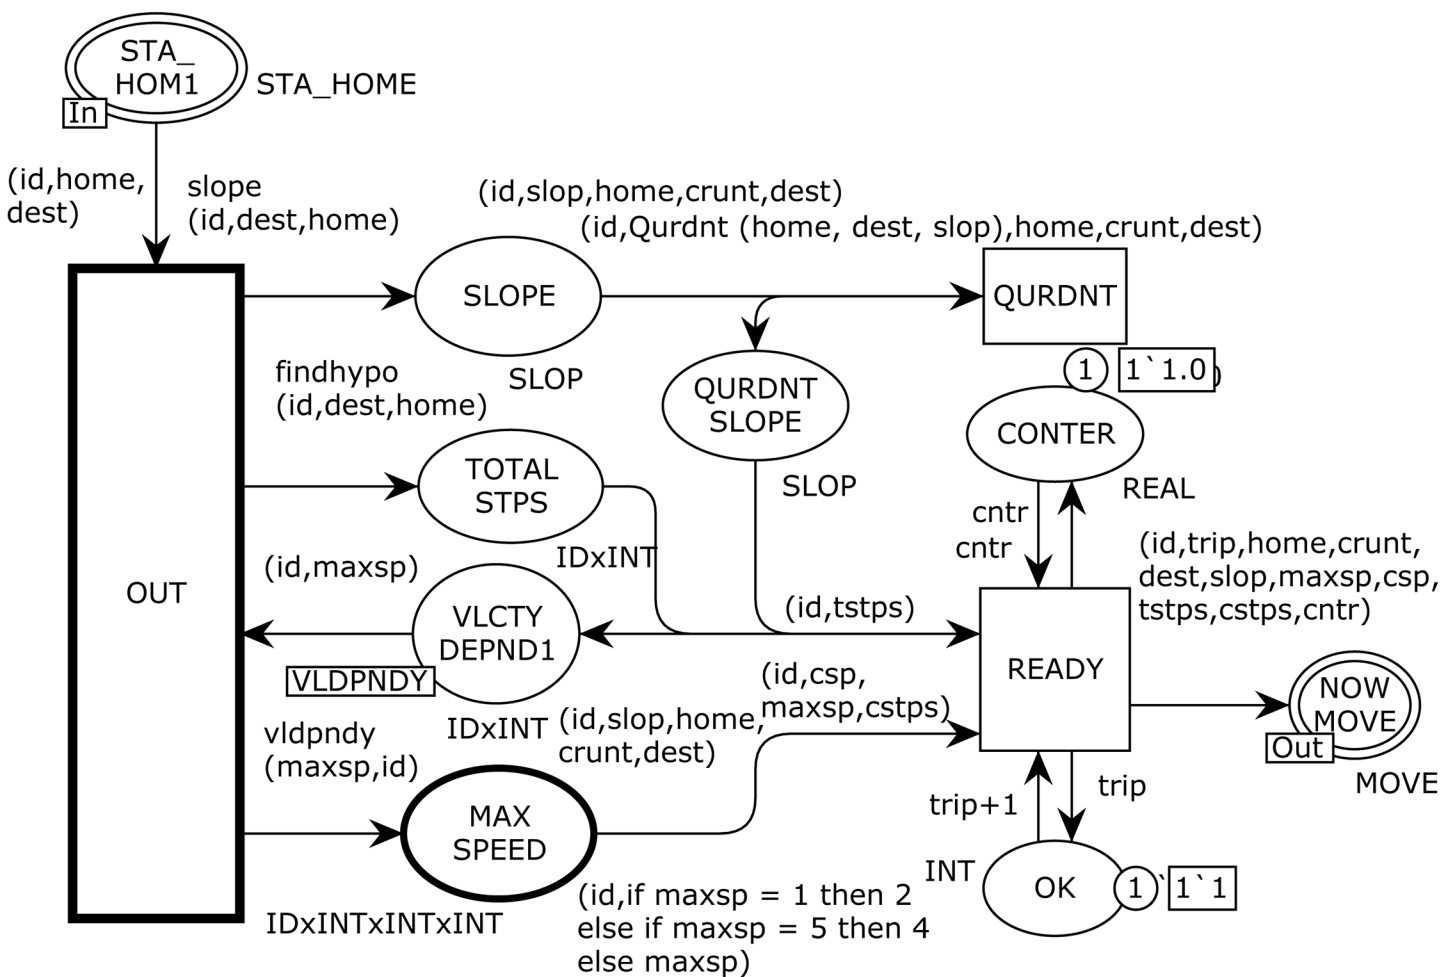 STA_
HOM1
In
STA_HOME
(id,home,
dest)
slope
(id,dest,home)
(id,slop,home,crunt,dest)
(id,Qurdnt (home, dest, slop),home,crunt,dest)
SLOPE
SLOP
QURDNT
findhypo
(id,dest,home)
QURDNT
SLOPE
SLOP
1
1`1.0
CONTER
REAL
TOTAL
STPS
IDxINT
cntr
cntr
(id,trip,home,crunt,
dest,slop,maxsp,csp,
tstps,cstps,cntr)
(id,maxsp)
OUT
VLCTY
DEPND1
VLDPNDY
IDxINT
(id,tstps)
READY
(id,csp,
maxsp,cstps)
(id,slop,home,
crunt,dest)
NOW
MOVE
Out
MOVE
vldpndy
(maxsp,id)
MAX
SPEED
IDxINTxINTxINT
trip+1
trip
INT
OK
1`
1`1
(id,if maxsp = 1 then 2
else if maxsp = 5 then 4
else maxsp)